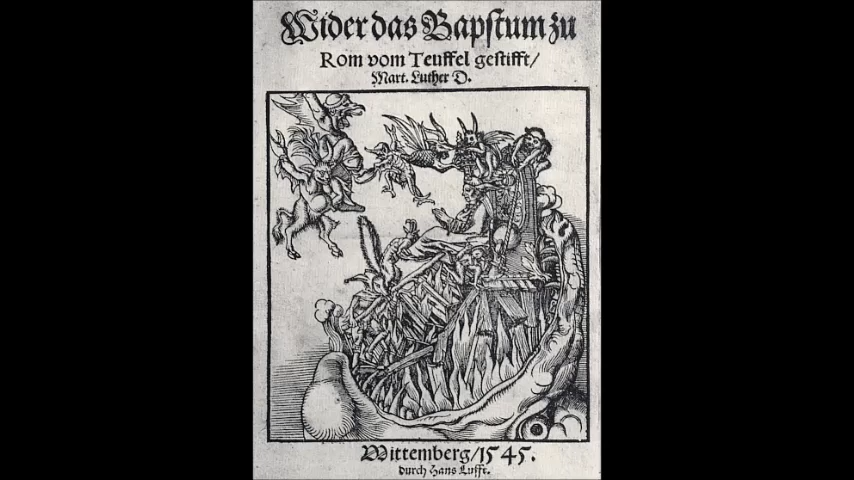 Wider das Bapstum zu
Rom vom Teuffel gestifft/
Mart. Luther D.
Wittemberg/1545.
durch Hans Lufft.